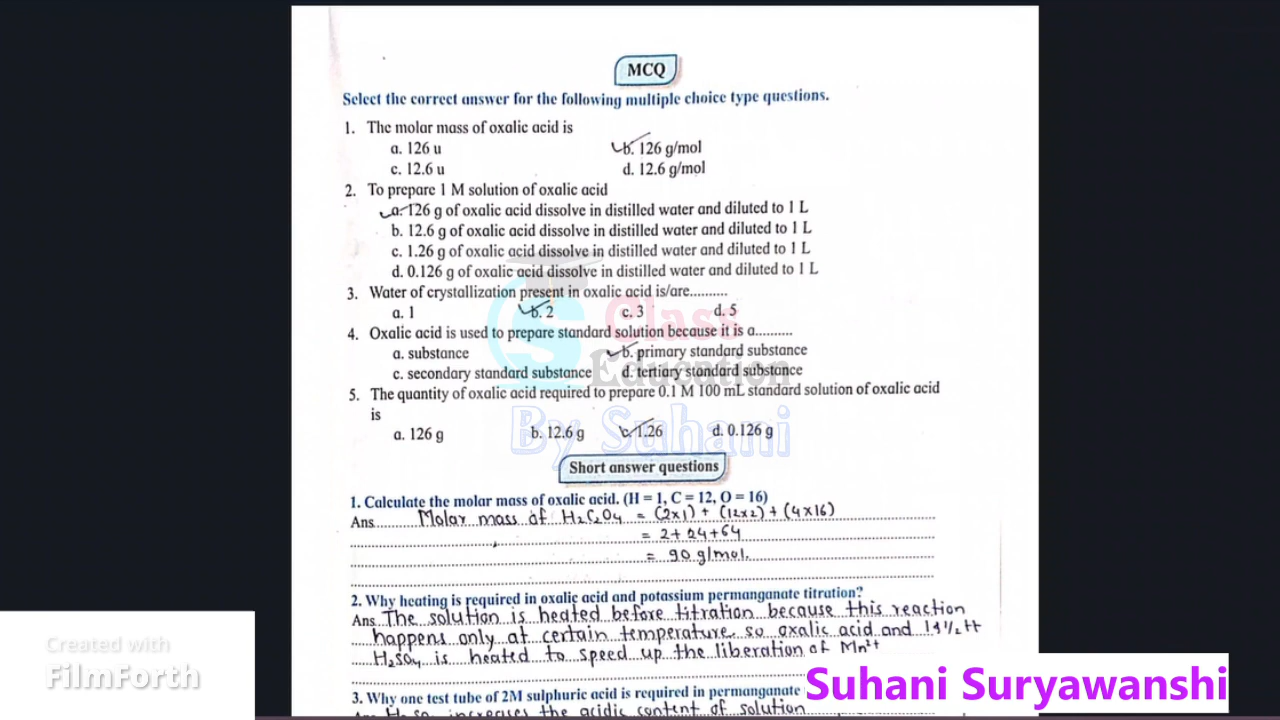 MCQ
Select the correct answer for the following multiple choice type questions.
1. The molar mass of oxalic acid is
a. 126 u b. 126 g/mol
c. 12.6 u d. 12.6 g/mol
2. To prepare 1 M solution of oxalic acid
a. 126 g of oxalic acid dissolve in distilled water and diluted to 1 L
b. 12.6 g of oxalic acid dissolve in distilled water and diluted to 1 L
c. 1.26 g of oxalic acid dissolve in distilled water and diluted to 1 L
d. 0.126 g of oxalic acid dissolve in distilled water and diluted to 1 L
3. Water of crystallization present in oxalic acid is/are..........
a. 1 b. 2 c. 3 d. 5
4. Oxalic acid is used to prepare standard solution because it is a..........
a. substance b. primary standard substance
c. secondary standard substance d. tertiary standard substance
5. The quantity of oxalic acid required to prepare 0.1 M 100 mL standard solution of oxalic acid
is
a. 126 g b. 12.6 g c. 1.26 d. 0.126 g
Class
Education
By Suhani
Short answer questions
1. Calculate the molar mass of oxalic acid. (H = 1, C = 12, O = 16)
Ans. Molar mass of H₂C₂O₄ = (2x1) + (12x2) + (4x16)
= 2+24+64
= 90 g/mol.
2. Why heating is required in oxalic acid and potassium permanganate titration?
Ans. The solution is heated before titration because this reaction
happens only at certain temperature so oxalic acid and
H₂SO₄ is heated to speed up the liberation of Mn²⁺
3. Why one test tube of 2M sulphuric acid is required in permanganate
increases the acidic content of solution
Created with
FilmForth
Suhani Suryawanshi